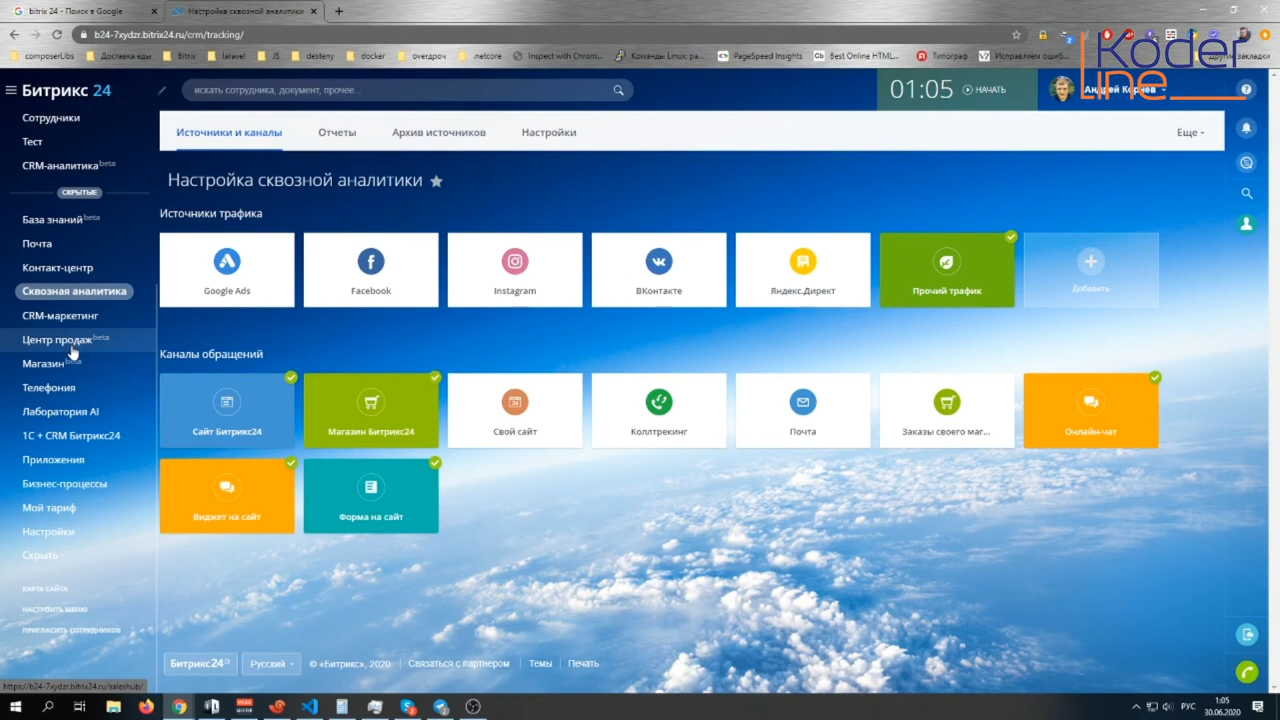 bitrix 24 - Поиск в Google
Настройка сквозной аналитики
b24-7xydzr.bitrix24.ru/crm/tracking/
composerLibs
Доставка еды
Bitrix
laravel
JS
desteny
docker
overдроч
.netcore
Inspect with Chrom...
Команды Linux: ра...
PageSpeed Insights
Best Online HTML...
Типограф
Исправляем ошиб...
Другие закладки
Koder
Line
Битрикс 24
искать сотрудника, документ, прочее...
01:05
НАЧАТЬ
Андрей Корнев
Сотрудники
Тест
CRM-аналитика beta
СКРЫТЫЕ
База знаний beta
Почта
Контакт-центр
Сквозная аналитика
CRM-маркетинг
Центр продаж beta
Магазин beta
Телефония
Лаборатория AI
1С + CRM Битрикс24
Приложения
Бизнес-процессы
Мой тариф
Настройки
Скрыть
КАРТА САЙТА
НАСТРОИТЬ МЕНЮ
ПРИГЛАСИТЬ СОТРУДНИКОВ
Источники и каналы
Отчеты
Архив источников
Настройки
Еще
Настройка сквозной аналитики
Источники трафика
Google Ads
Facebook
Instagram
ВКонтакте
Яндекс.Директ
Прочий трафик
Добавить
Каналы обращений
Сайт Битрикс24
Магазин Битрикс24
24
Свой сайт
Коллтрекинг
Почта
Заказы своего маг...
Онлайн-чат
Виджет на сайт
Форма на сайт
Битрикс24
Русский
© «Битрикс», 2020
Связаться с партнером
Темы
Печать
https://b24-7xydzr.bitrix24.ru/saleshub/
РУС
1:05
30.06.2020